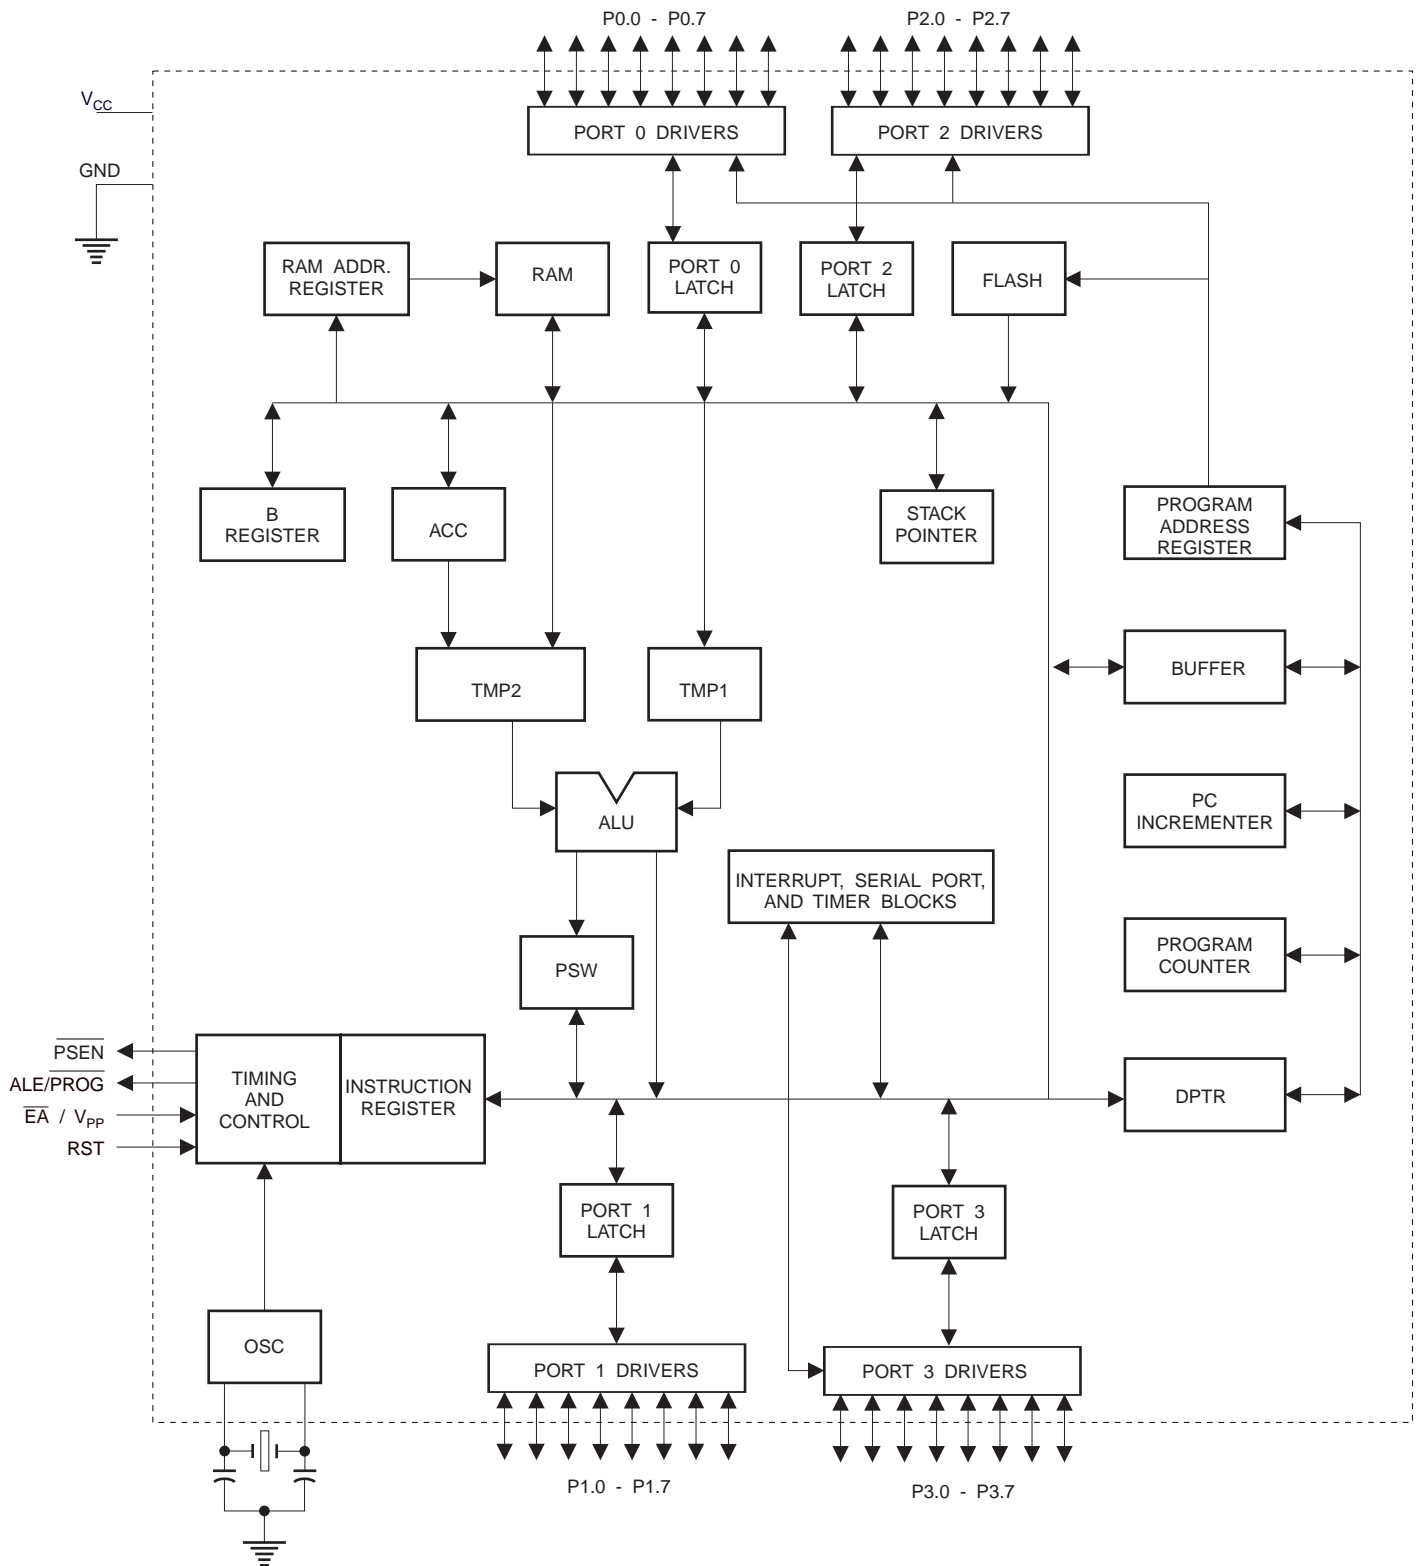 P0.0 - P0.7
P2.0 - P2.7
VCC
PORT 0 DRIVERS
PORT 2 DRIVERS
GND
RAM ADDR.
REGISTER
RAM
PORT 0
LATCH
PORT 2
LATCH
FLASH
B
REGISTER
ACC
STACK
POINTER
PROGRAM
ADDRESS
REGISTER
TMP2
TMP1
BUFFER
ALU
PC
INCREMENTER
INTERRUPT, SERIAL PORT,
AND TIMER BLOCKS
PSW
PROGRAM
COUNTER
PSEN
ALE/PROG
EA / VPP
RST
TIMING
AND
CONTROL
INSTRUCTION
REGISTER
DPTR
PORT 1
LATCH
PORT 3
LATCH
OSC
PORT 1 DRIVERS
PORT 3 DRIVERS
P1.0 - P1.7
P3.0 - P3.7